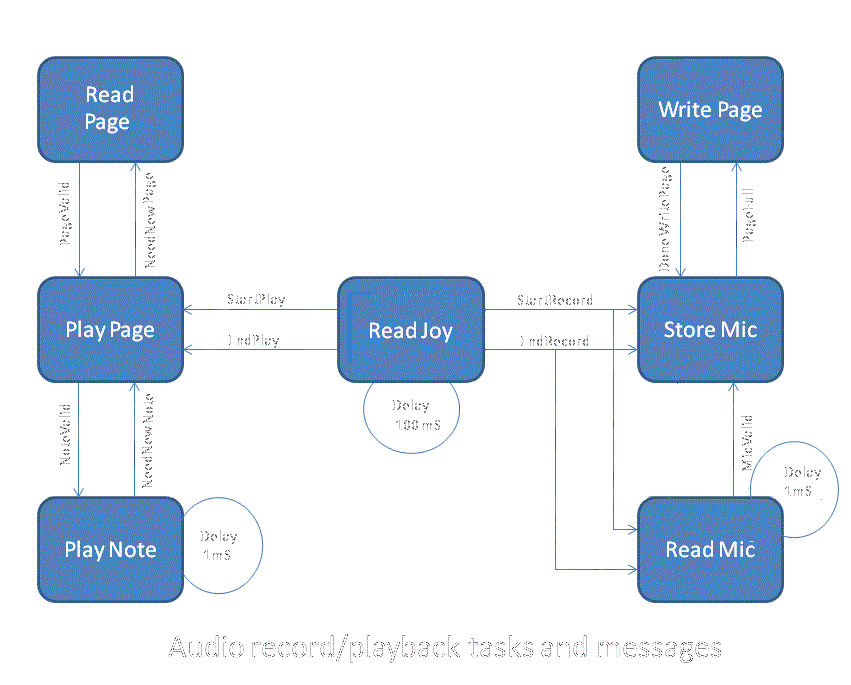 Read
Page
Write Page
PageValid
NeedNewPage
DoneWritePage
PageFull
StartPlay
EndPlay
Play Page
Read Joy
StartRecord
EndRecord
Store Mic
Delay
100 mS
NoteValid
NeedNewNote
MicValid
Delay
1mS
Play Note
Delay
1mS
Read Mic
Audio record/playback tasks and messages